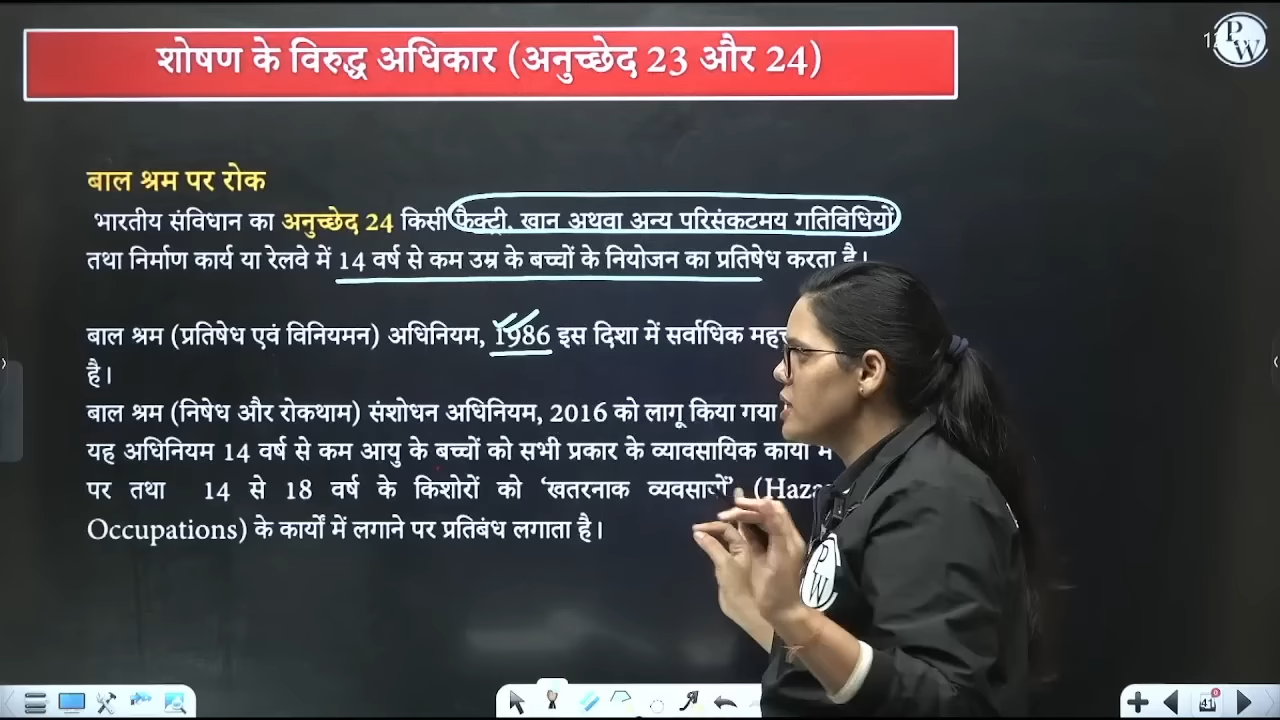 शोषण के विरुद्ध अधिकार (अनुच्छेद 23 और 24)
PW
बाल श्रम पर रोक
भारतीय संविधान का अनुच्छेद 24 किसी फैक्ट्री, खान अथवा अन्य परिसंकटमय गतिविधियों
तथा निर्माण कार्य या रेलवे में 14 वर्ष से कम उम्र के बच्चों के नियोजन का प्रतिषेध करता है।
बाल श्रम (प्रतिषेध एवं विनियमन) अधिनियम, 1986 इस दिशा में सर्वाधिक
है।
बाल श्रम (निषेध और रोकथाम) संशोधन अधिनियम, 2016 को लागू किया गया
यह अधिनियम 14 वर्ष से कम आयु के बच्चों को सभी प्रकार के व्यावसायिक
पर तथा 14 से 18 वर्ष के किशोरों को ‘खतरनाक व्यवसायों’
Occupations) के कार्यों में लगाने पर प्रतिबंध लगाता है।
PW
41